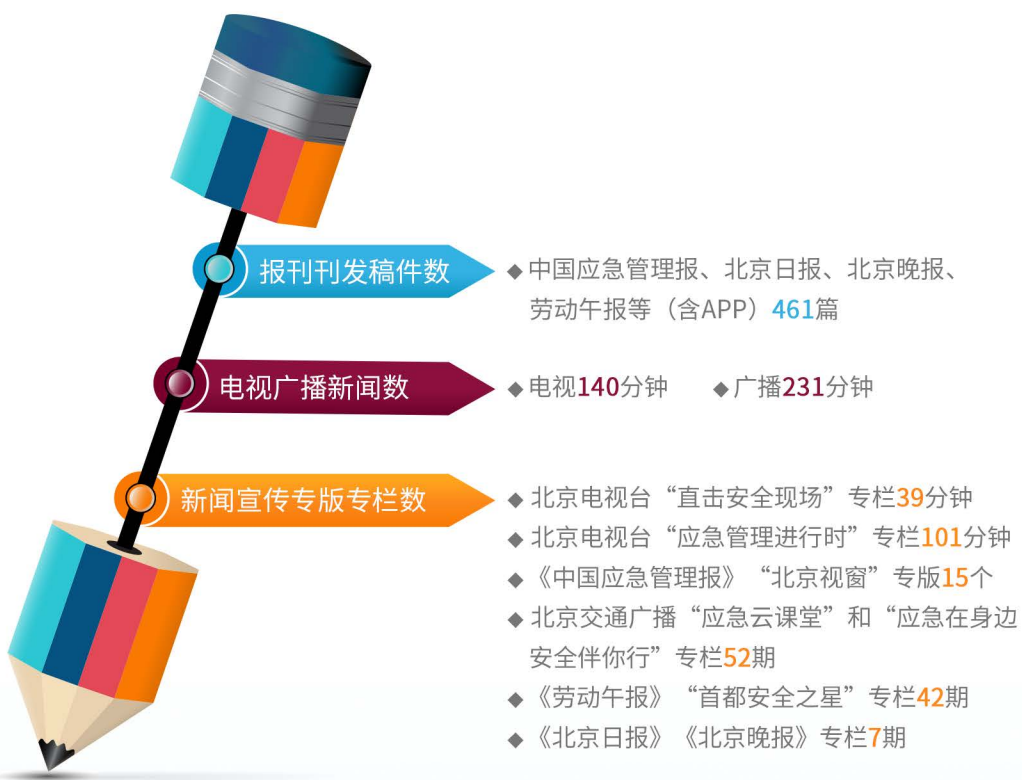 报刊刊发稿件数
◆中国应急管理报、北京日报、北京晚报、
劳动午报等（含APP）461篇
电视广播新闻数
◆电视140分钟 ◆广播231分钟
新闻宣传专版专栏数
◆北京电视台“直击安全现场”专栏39分钟
◆北京电视台“应急管理进行时”专栏101分钟
◆《中国应急管理报》“北京视窗”专版15个
◆北京交通广播“应急云课堂”和“应急在身边
安全伴你行”专栏52期
◆《劳动午报》“首都安全之星”专栏42期
◆《北京日报》《北京晚报》专栏7期